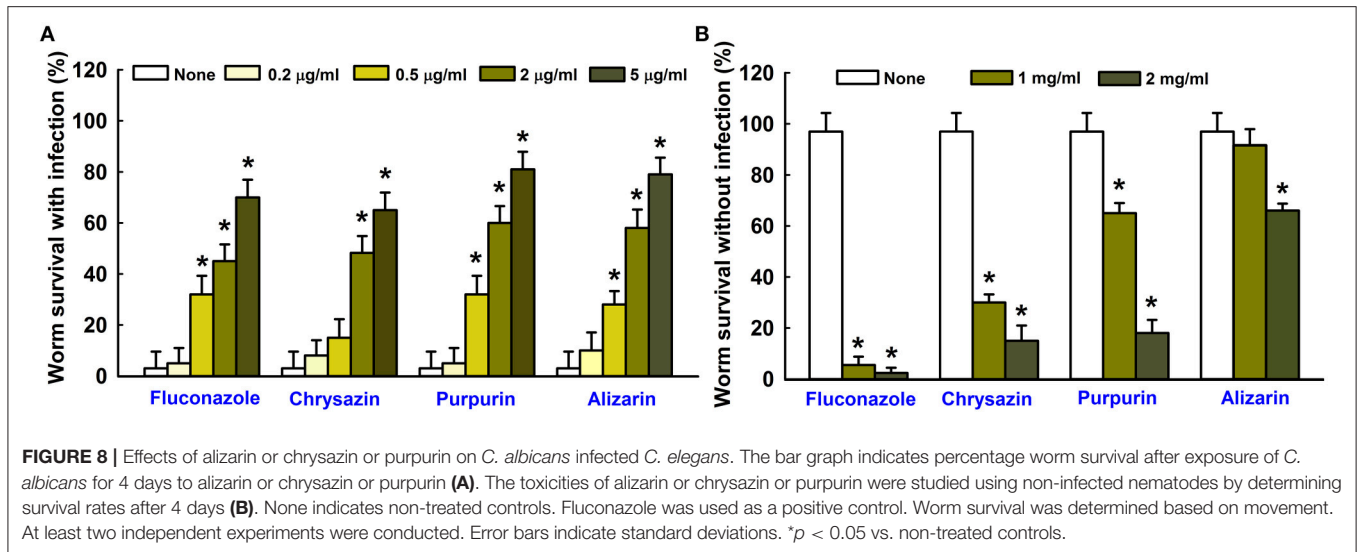 A
Worm survival with infection (%)
None 0.2 µg/ml 0.5 µg/ml 2 µg/ml 5 µg/ml
120
100
80
60
40
20
0
* * * * * * * * * * *
Fluconazole Chrysazin Purpurin Alizarin
B
Worm survival without infection (%)
None 1 mg/ml 2 mg/ml
120
100
80
60
40
20
0
* * * * * * *
Fluconazole Chrysazin Purpurin Alizarin
FIGURE 8 | Effects of alizarin or chrysazin or purpurin on C. albicans infected C. elegans. The bar graph indicates percentage worm survival after exposure of C.
albicans for 4 days to alizarin or chrysazin or purpurin (A). The toxicities of alizarin or chrysazin or purpurin were studied using non-infected nematodes by determining
survival rates after 4 days (B). None indicates non-treated controls. Fluconazole was used as a positive control. Worm survival was determined based on movement.
At least two independent experiments were conducted. Error bars indicate standard deviations. *p < 0.05 vs. non-treated controls.